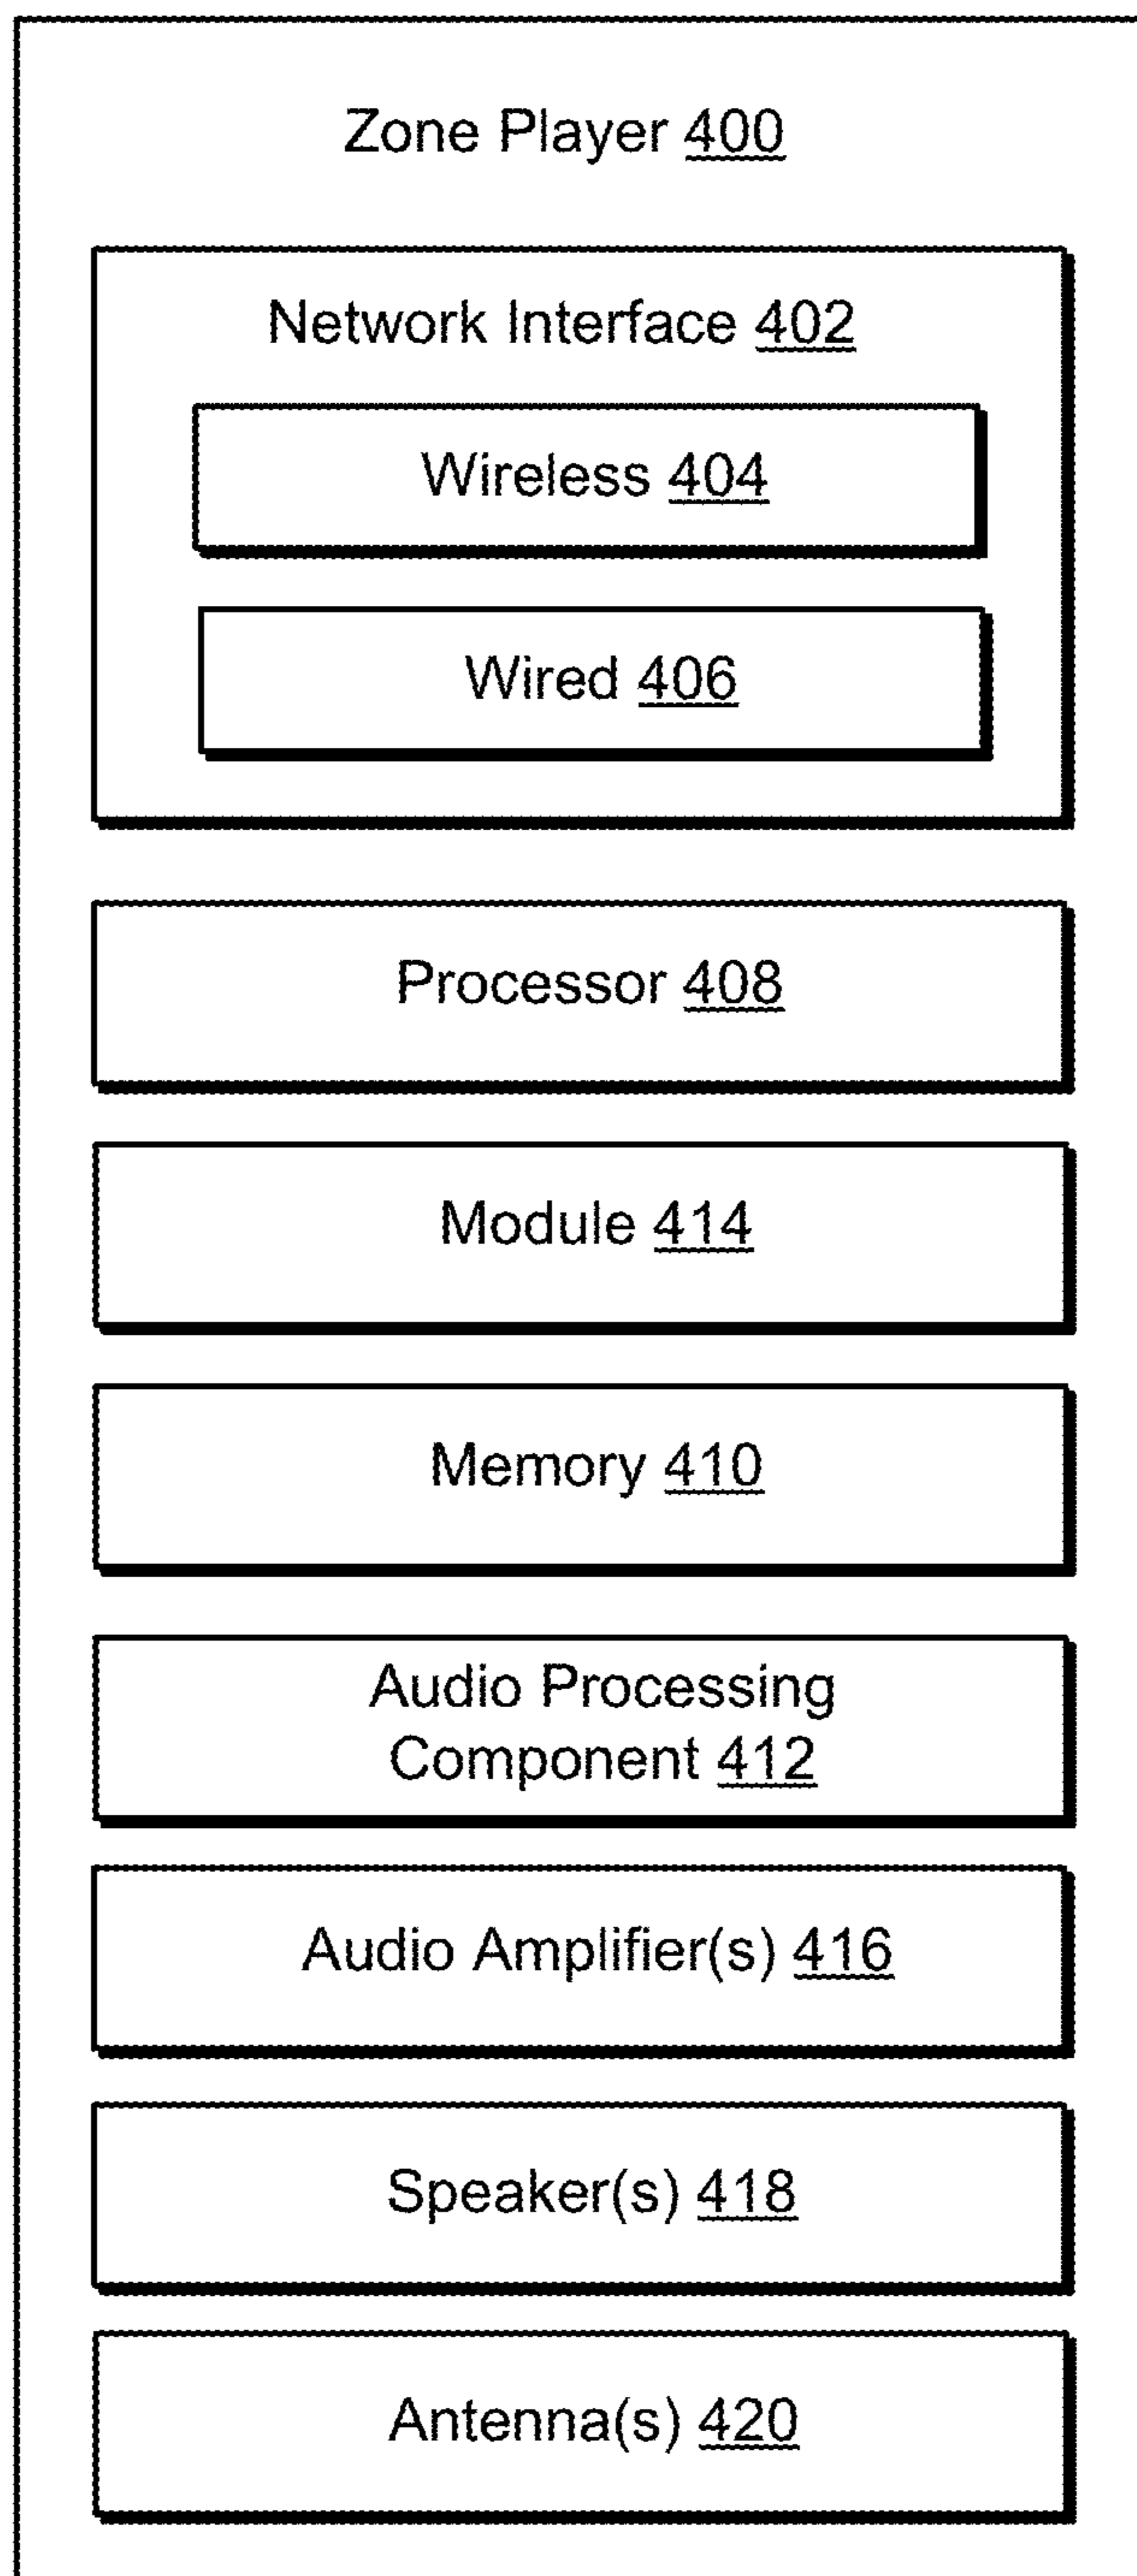 Zone Player 400
Network Interface 402
Wireless 404
Wired 406
Processor 408
Module 414
Memory 410
Audio Processing
Component 412
Audio Amplifier(s) 416
Speaker(s) 418
Antenna(s) 420